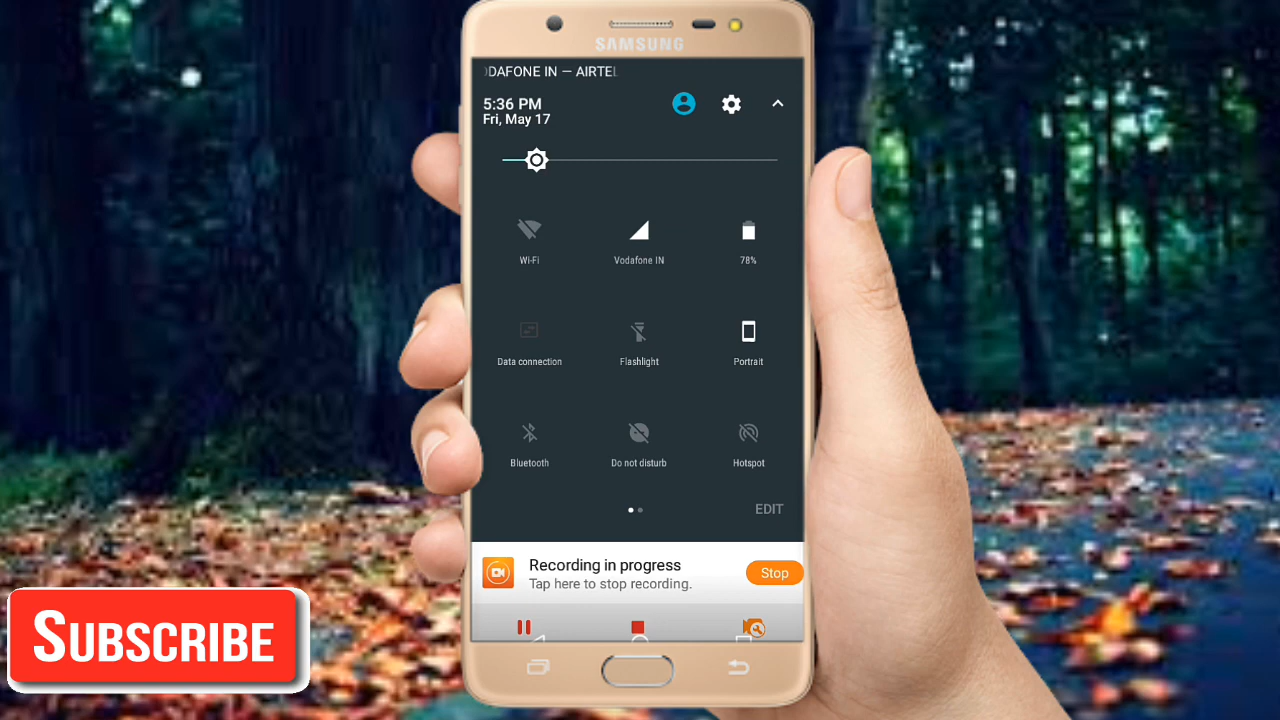 SAMSUNG
DAFONE IN — AIRTEL
5:36 PM
Fri, May 17
Wi-Fi
Vodafone IN
78%
Data connection
Flashlight
Portrait
Bluetooth
Do not disturb
Hotspot
EDIT
Recording in progress
Tap here to stop recording.
Stop
SUBSCRIBE